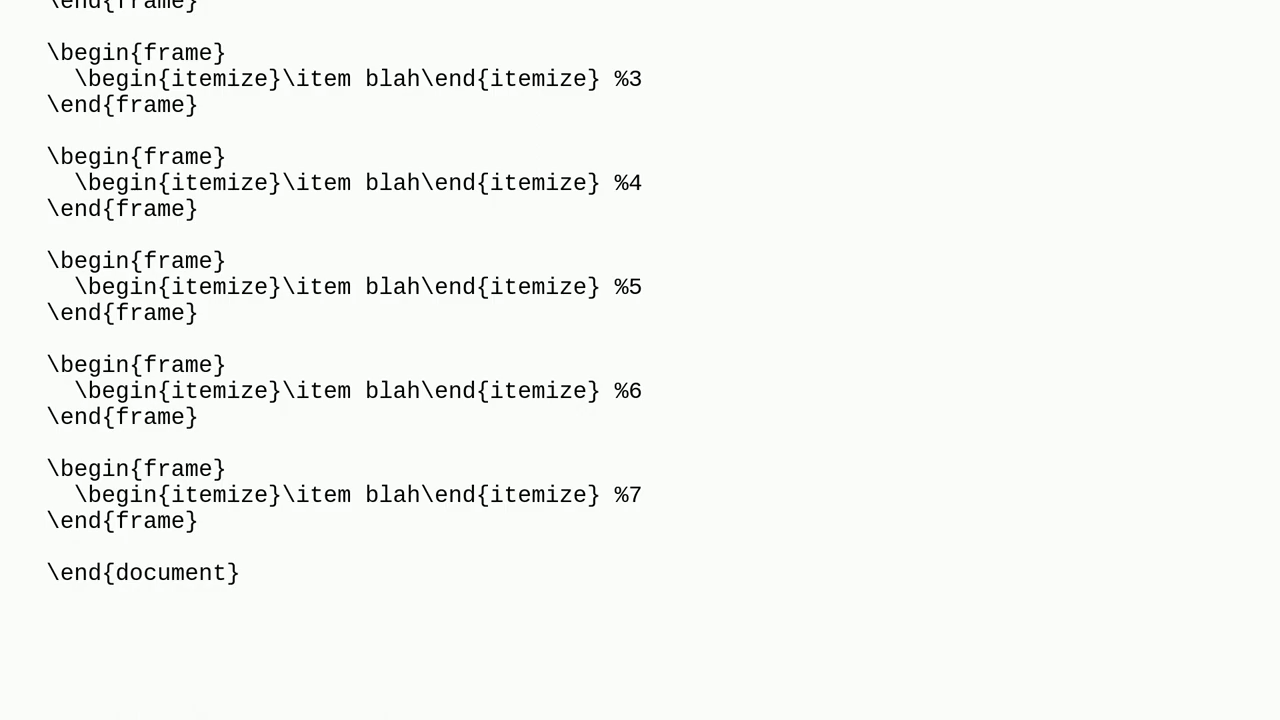 \end{frame}

\begin{frame}
  \begin{itemize}\item blah\end{itemize} %3
\end{frame}

\begin{frame}
  \begin{itemize}\item blah\end{itemize} %4
\end{frame}

\begin{frame}
  \begin{itemize}\item blah\end{itemize} %5
\end{frame}

\begin{frame}
  \begin{itemize}\item blah\end{itemize} %6
\end{frame}

\begin{frame}
  \begin{itemize}\item blah\end{itemize} %7
\end{frame}

\end{document}